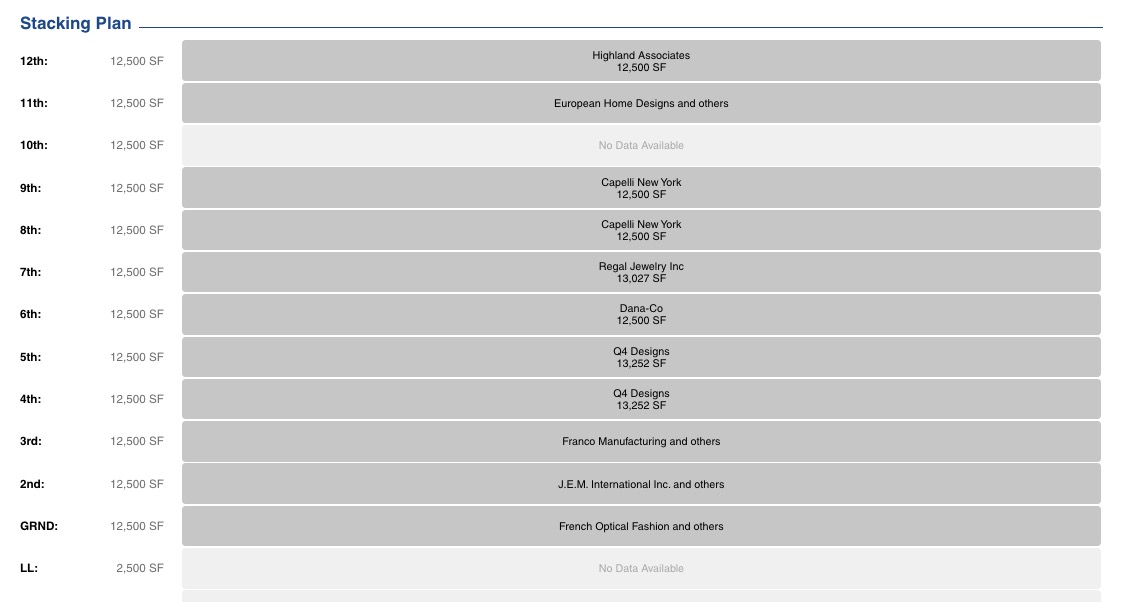 Stacking Plan
12th: 12,500 SF Highland Associates
12,500 SF
11th: 12,500 SF European Home Designs and others
10th: 12,500 SF No Data Available
9th: 12,500 SF Capelli New York
12,500 SF
8th: 12,500 SF Capelli New York
12,500 SF
7th: 12,500 SF Regal Jewelry Inc
13,027 SF
6th: 12,500 SF Dana-Co
12,500 SF
5th: 12,500 SF Q4 Designs
13,252 SF
4th: 12,500 SF Q4 Designs
13,252 SF
3rd: 12,500 SF Franco Manufacturing and others
2nd: 12,500 SF J.E.M. International Inc. and others
GRND: 12,500 SF French Optical Fashion and others
LL: 2,500 SF No Data Available